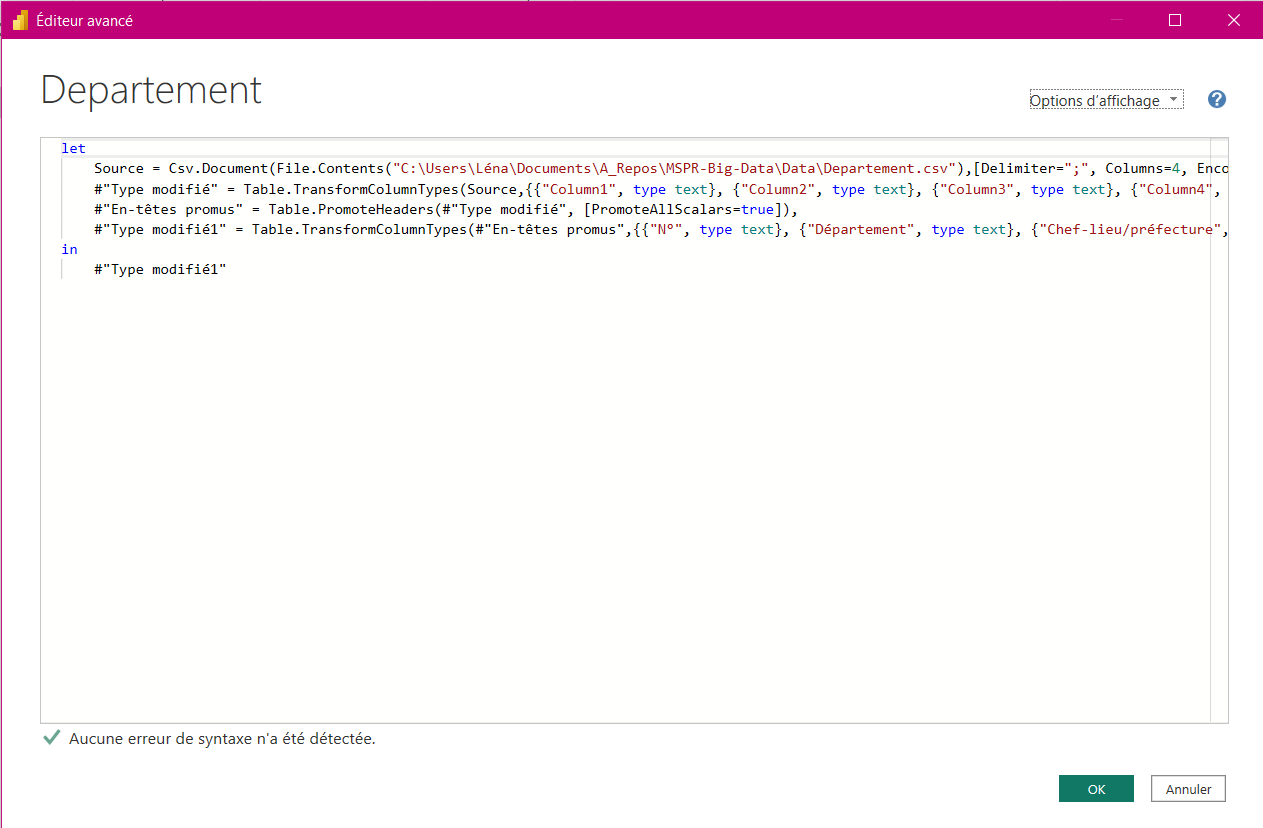 Éditeur avancé
Departement
Options d'affichage
?
let
Source = Csv.Document(File.Contents("C:\Users\Léna\Documents\A_Repos\MSPR-Big-Data\Data\Departement.csv"),[Delimiter=";", Columns=4, Enco
#"Type modifié" = Table.TransformColumnTypes(Source,{{"Column1", type text}, {"Column2", type text}, {"Column3", type text}, {"Column4",
#"En-têtes promus" = Table.PromoteHeaders(#"Type modifié", [PromoteAllScalars=true]),
#"Type modifié1" = Table.TransformColumnTypes(#"En-têtes promus",{{"N°", type text}, {"Département", type text}, {"Chef-lieu/préfecture",
in
#"Type modifié1"
Aucune erreur de syntaxe n'a été détectée.
OK
Annuler